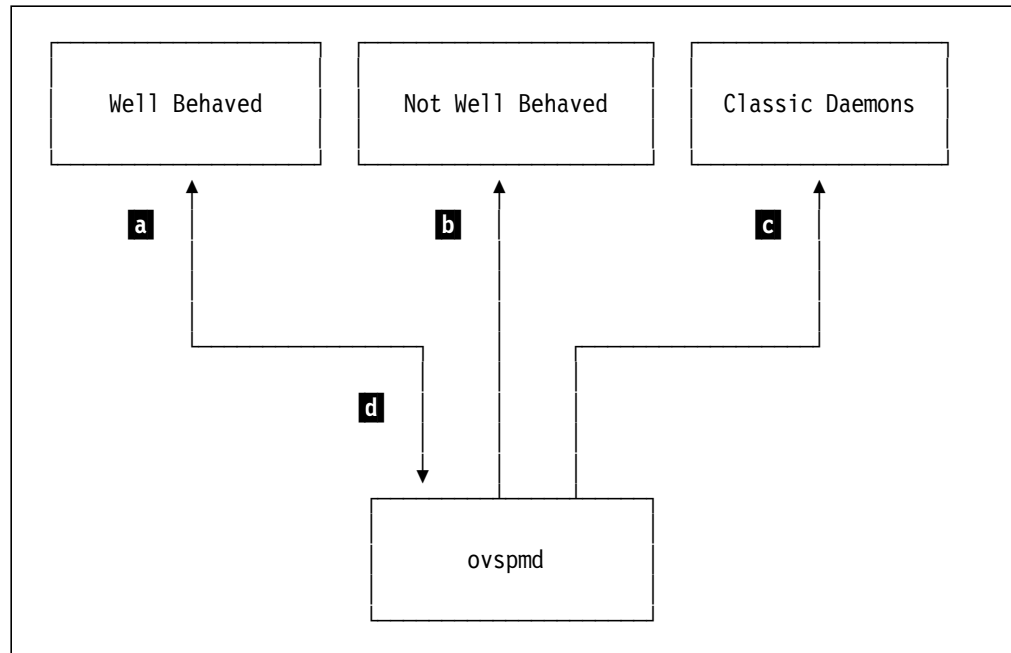 Well Behaved
Not Well Behaved
Classic Daemons
a
b
c
d
ovspmd